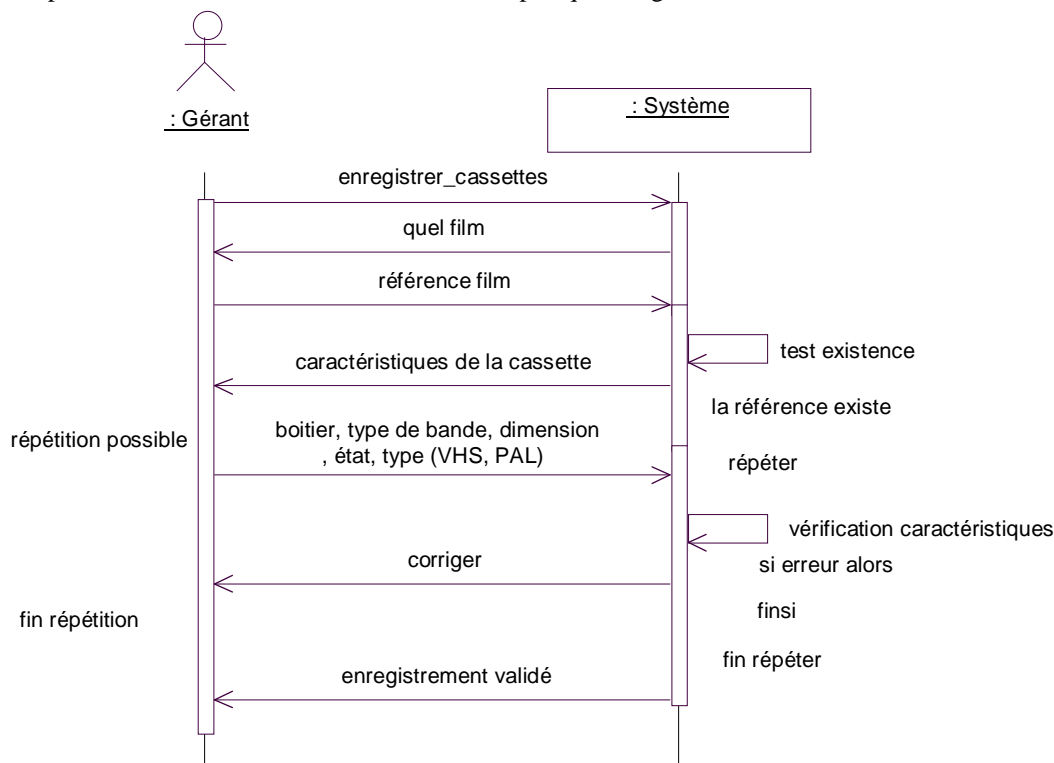 : Gérant
: Système
enregistrer_cassettes
quel film
référence film
test existence
caractéristiques de la cassette
la référence existe
répétition possible
boitier, type de bande, dimension
, état, type (VHS, PAL)
répéter
vérification caractéristiques
corriger
si erreur alors
fin répétition
finsi
fin répéter
enregistrement validé